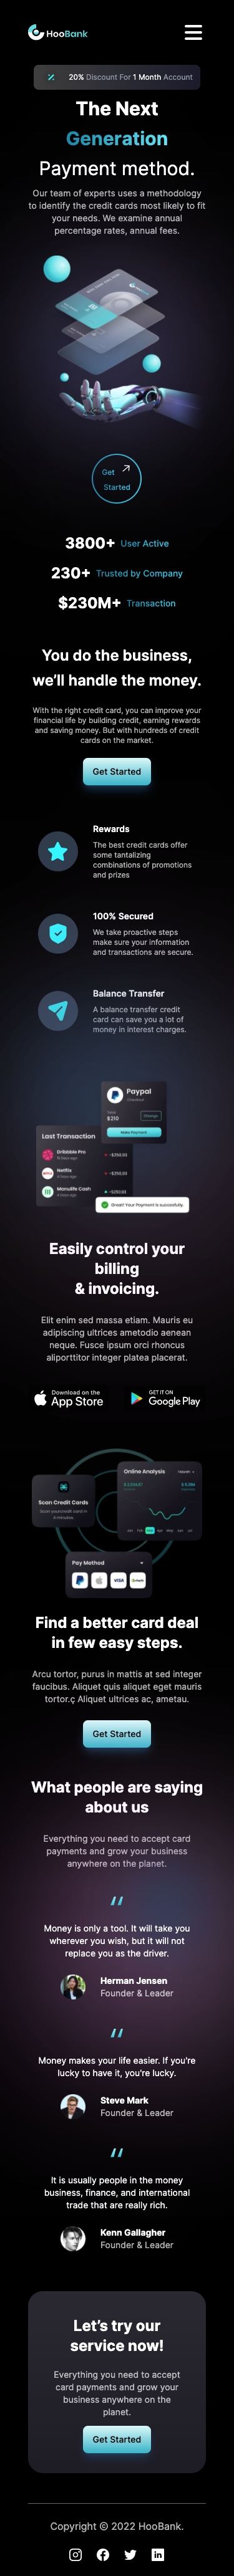 HooBank
20% Discount For 1 Month Account
The Next
Generation
Payment method.
Our team of experts uses a methodology
to identify the credit cards most likely to fit
your needs. We examine annual
percentage rates, annual fees.
Get
Started
3800+ User Active
230+ Trusted by Company
$230M+ Transaction
You do the business,
we'll handle the money.
With the right credit card, you can improve your
financial life by building credit, earning rewards
and saving money. But with hundreds of credit
cards on the market.
Get Started
Rewards
The best credit cards offer
some tantalizing
combinations of promotions
and prizes
100% Secured
We take proactive steps
make sure your information
and transactions are secure.
Balance Transfer
A balance transfer credit
card can save you a lot of
money in interest charges.
Paypal
Checkout
$210
Change
Make Payment
Last Transaction
Dribbble Pro
Netflix
Manulife Cash
Great! Your Payment is succesfully.
Easily control your
billing
& invoicing.
Elit enim sed massa etiam. Mauris eu
adipiscing ultrices ametodio aenean
neque. Fusce ipsum orci rhoncus
aliporttitor integer platea placerat.
Download on the
App Store
GET IT ON
Google Play
Online Analysis
Scan Credit Cards
Scan your credit card in
4 minutes.
Pay Method
VISA
Find a better card deal
in few easy steps.
Arcu tortor, purus in mattis at sed integer
faucibus. Aliquet quis aliquet eget mauris
tortor.ç Aliquet ultrices ac, ametau.
Get Started
What people are saying
about us
Everything you need to accept card
payments and grow your business
anywhere on the planet.
Money is only a tool. It will take you
wherever you wish, but it will not
replace you as the driver.
Herman Jensen
Founder & Leader
Money makes your life easier. If you're
lucky to have it, you're lucky.
Steve Mark
Founder & Leader
It is usually people in the money
business, finance, and international
trade that are really rich.
Kenn Gallagher
Founder & Leader
Let's try our
service now!
Everything you need to accept
card payments and grow your
business anywhere on the
planet.
Get Started
Copyright © 2022 HooBank.